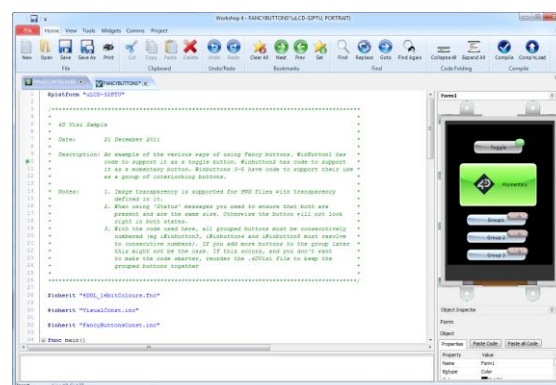 Workshop 4 - FANCYBUTTONS*(uLCD-32PTU, PORTRAIT)
File Home View Tools Widgets Comms Project
New Open Save Save As Print Cut Copy Paste Delete Undo Redo Clear All Next Prev Set Find Replace Goto Find Again Collapse All Expand All Compile Comp'nLoad
File Clipboard Undo/Redo Bookmarks Find Code Folding Compile
FANCYBUTTONS* x
#platform "uLCD-32PTU"
4D Visi Sample
Date: 2: December 2011
Description: An example of the various ways of using Fancy buttons. WinButton1 has
code to support it as a toggle button. Winbutton2 has code to support
it as a momentary button. Winbuttons 3-5 have code to support their use
as a group of interlocking buttons.
Notes: 1. Image transparency is supported for PNG files with transparency
defined in it.
2. When using 'Status' messages you need to ensure that both are
present and are the same size. Otherwise the button will not look
right in both states.
3. With the code used here, all grouped buttons must be consecutively
numbered (eg iWinbutton3, iWinbutton4 and iWinbutton5 must resolve
to consecutive numbers). If you add more buttons to the group later
this might not be the case. If this occurs, and you don't want
to make the code smarter, reorder the .4DVisi file to keep the
grouped buttons together
#inherit "4DGL_16bitColours.fnc"
#inherit "VisualConst.inc"
#inherit "FancyButtonsConst.inc"
func main()
Form1
Toggle
4D Momentary
Group1
Group 2
Group 3
Object Inspector
Form
Object
Properties Paste Code Paste All Code
Property Value
Name Form1
Bgtype Color